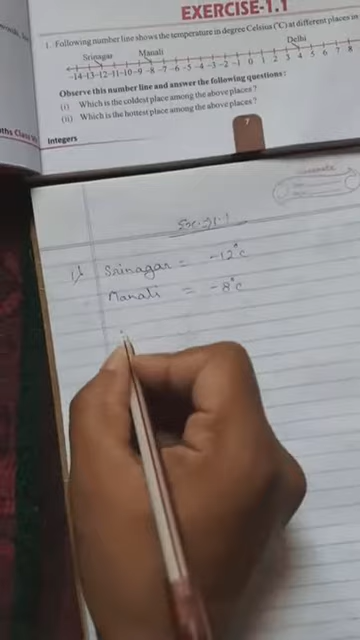 EXERCISE-1.1
1. Following number line shows the temperature in degree Celsius (°C) at different places in
Srinagar Manali Delhi
-14 -13 -12 -11 -10 -9 -8 -7 -6 -5 -4 -3 -2 -1 0 1 2 3 4 5 6 7 8
Observe this number line and answer the following questions:
(i) Which is the coldest place among the above places?
(ii) Which is the hottest place among the above places?
7
Integers
Ex-1.1
1) Srinagar = -12°c
Manali = -8°c